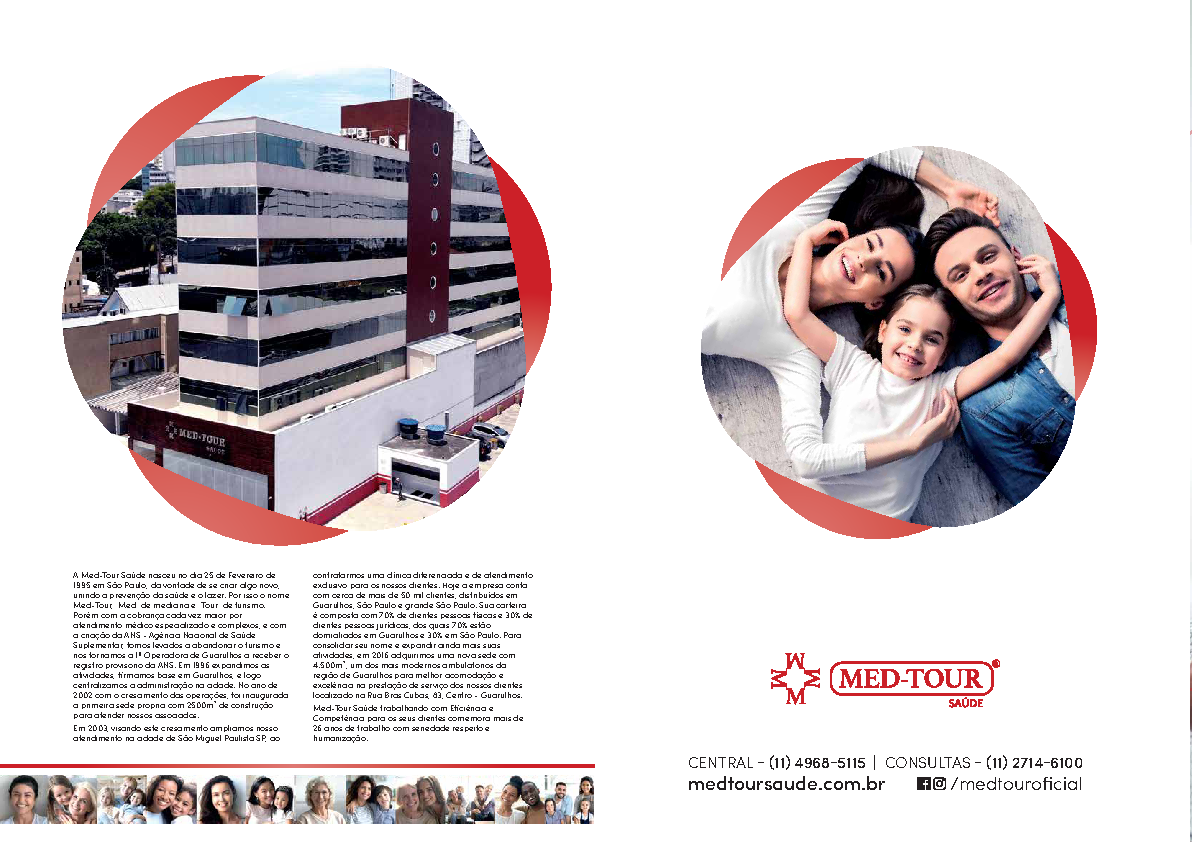 MED-TOUR
SAÚDE
A Med-Tour Saúde nasceu no dia 25 de Fevereiro de
1995 em São Paulo, da vontade de se criar algo novo,
unindo a prevenção da saúde e o lazer. Por isso o nome
Med-Tour, Med de medicina e Tour de turismo.
Porém com a cobrança cada vez maior por
atendimento médico especializado e complexos, e com
a criação da ANS - Agência Nacional de Saúde
Suplementar, fomos levados a abandonar o turismo e
nos tornamos a 1ª Operadora de Guarulhos a receber o
registro provisório da ANS. Em 1996 expandimos as
atividades, firmamos base em Guarulhos, e logo
centralizamos a administração na cidade. No ano de
2002 com o crescimento das operações, foi inaugurada
a primeira sede propria com 2500m² de construção
para atender nossos associados.
Em 2003, visando este crescimento ampliamos nosso
atendimento na cidade de São Miguel Paulista SP, ao
contratarmos uma clínica diferenciada e de atendimento
exclusivo para os nossos clientes. Hoje a empresa conta
com cerca de mais de 50 mil clientes, distribuídos em
Guarulhos, São Paulo e grande São Paulo. Sua carteira
é composta com 70% de clientes pessoas físicas e 30% de
clientes pessoas jurídicas, dos quais 70% estão
domiciliados em Guarulhos e 30% em São Paulo. Para
consolidar seu nome e expandir ainda mais suas
atividades, em 2016 adquirimos uma nova sede com
4.500m², um dos mais modernos ambulatórios da
região de Guarulhos para melhor acomodação e
excelência na prestação de serviço dos nossos clientes
localizado na Rua Bras Cubas, 83, Centro - Guarulhos.
Med-Tour Saúde trabalhando com Eficiência e
Competência para os seus clientes comemora mais de
26 anos de trabalho com seriedade respeito e
humanização.
MED-TOUR®
SAÚDE
CENTRAL - (11) 4968-5115 | CONSULTAS - (11) 2714-6100
medtoursaude.com.br /medtouroficial